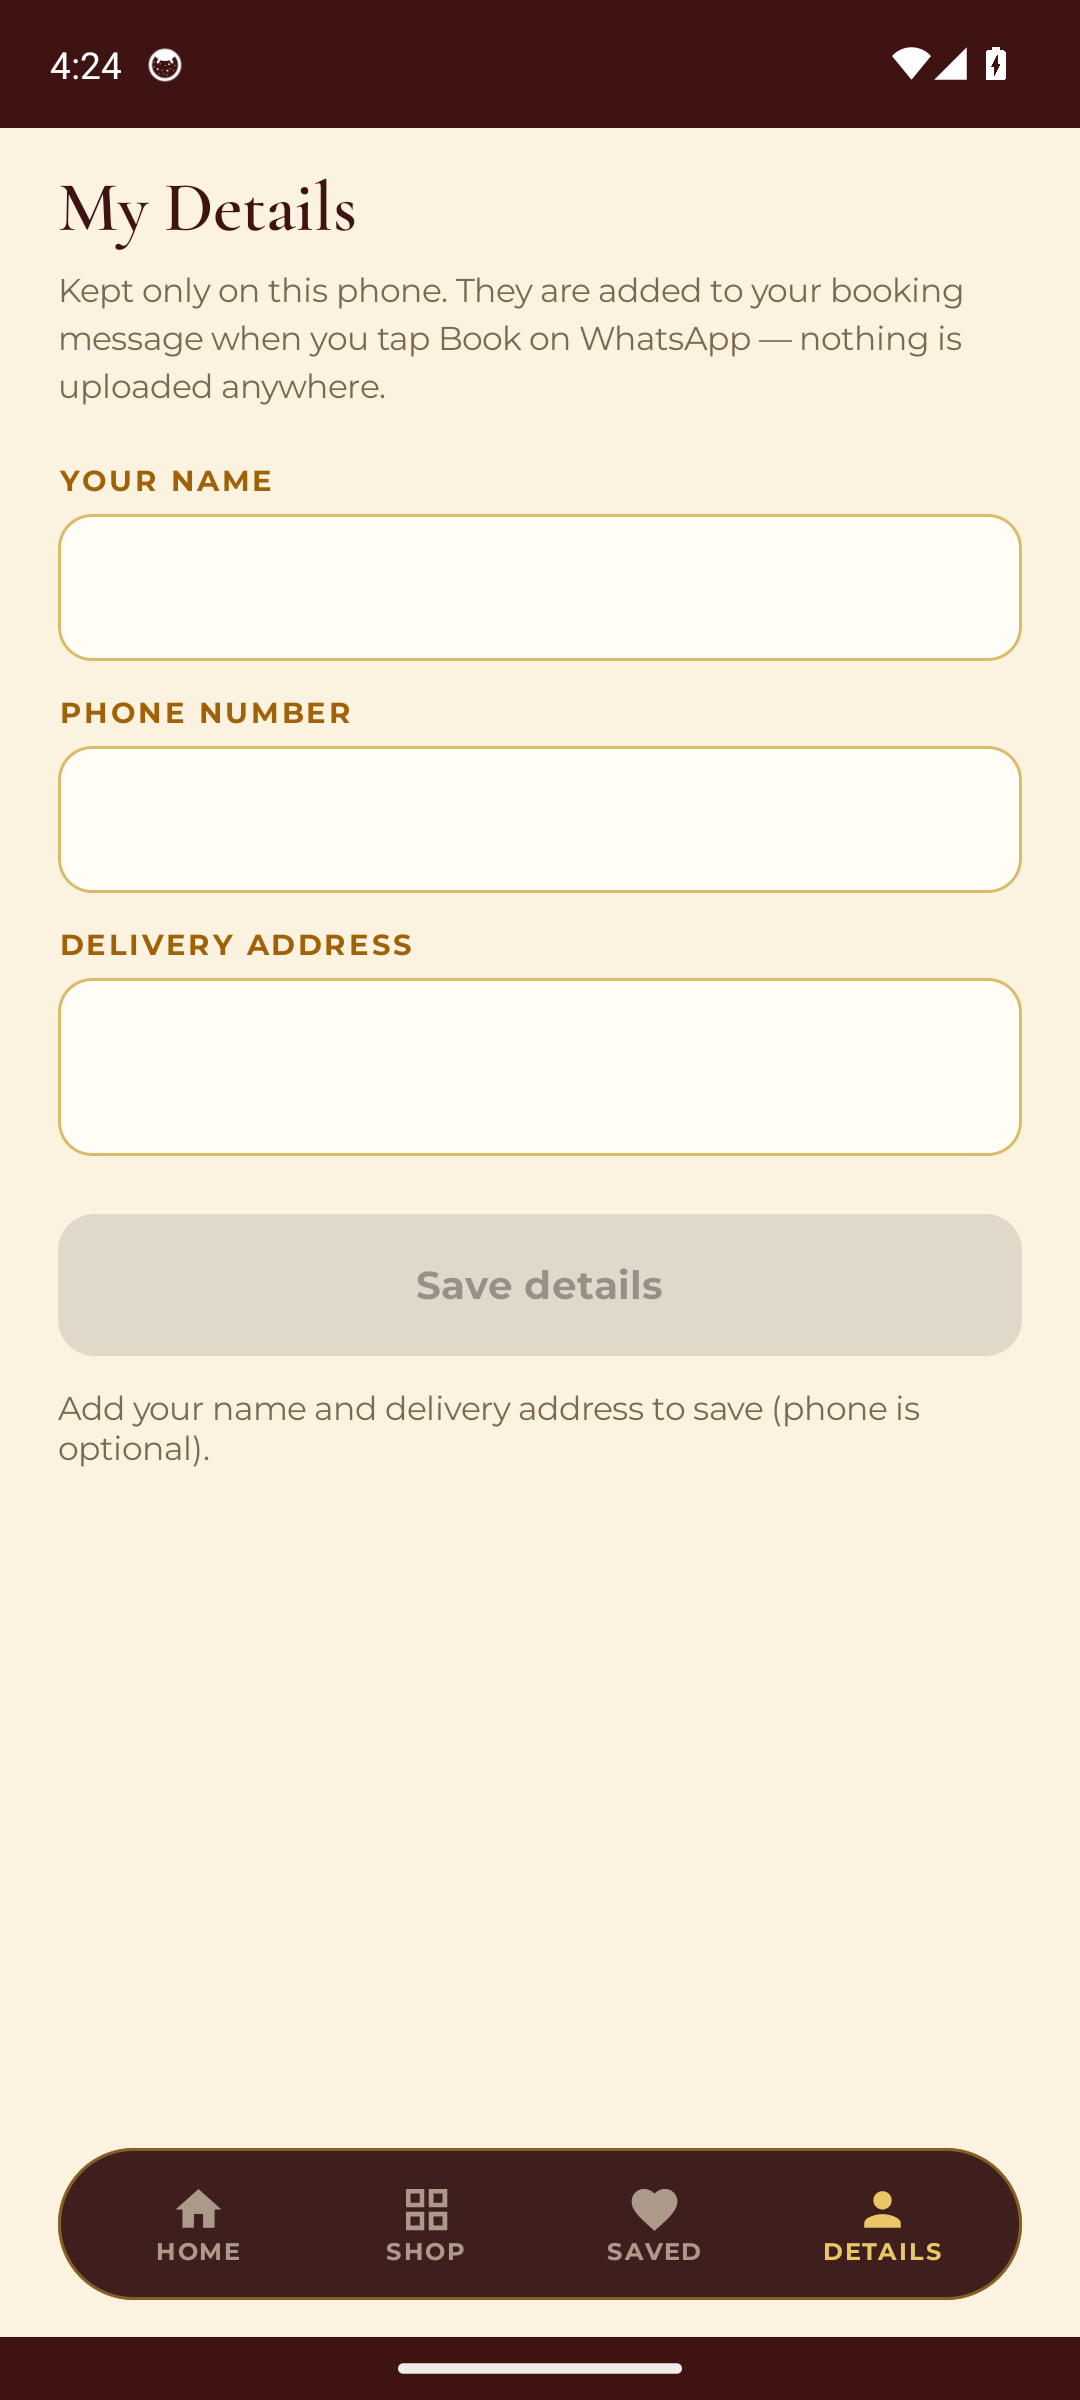 4:24
My Details
Kept only on this phone. They are added to your booking
message when you tap Book on WhatsApp — nothing is
uploaded anywhere.
YOUR NAME
PHONE NUMBER
DELIVERY ADDRESS
Save details
Add your name and delivery address to save (phone is
optional).
HOME SHOP SAVED DETAILS